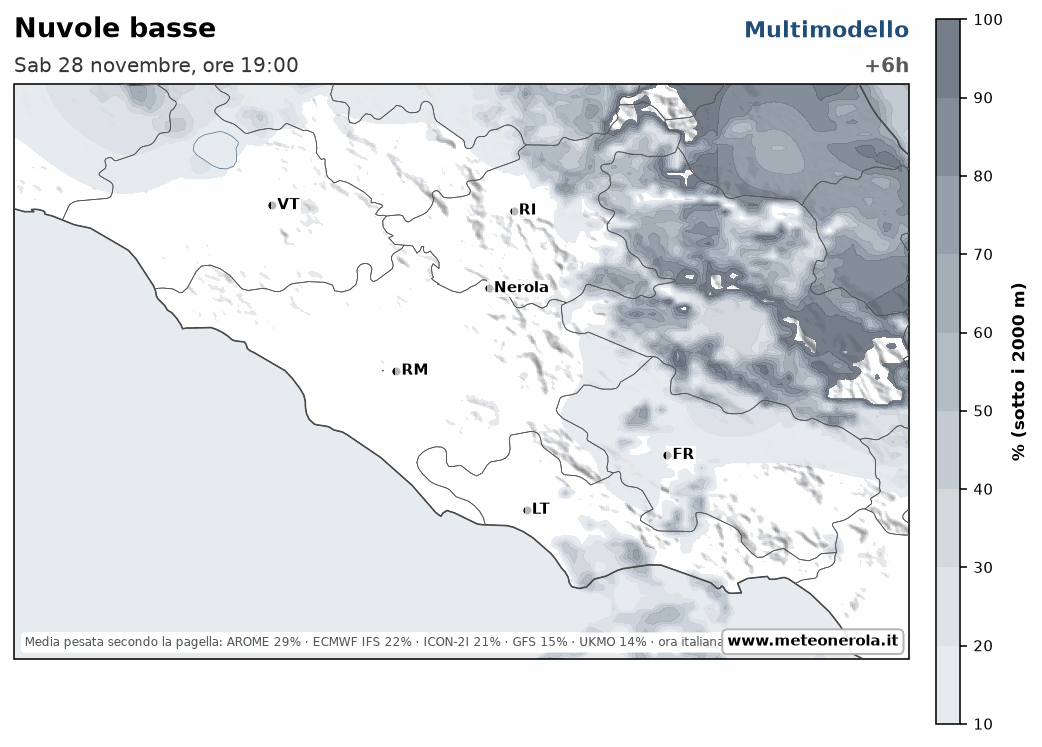 Nuvole basse
Multimodello
Sab 28 novembre, ore 19:00
+6h
VT
RI
Nerola
RM
FR
LT
Media pesata secondo la pagella: AROME 29% · ECMWF IFS 22% · ICON-2I 21% · GFS 15% · UKMO 14% · ora italiana
www.meteonerola.it
100
90
80
70
60
50
40
30
20
10
% (sotto i 2000 m)